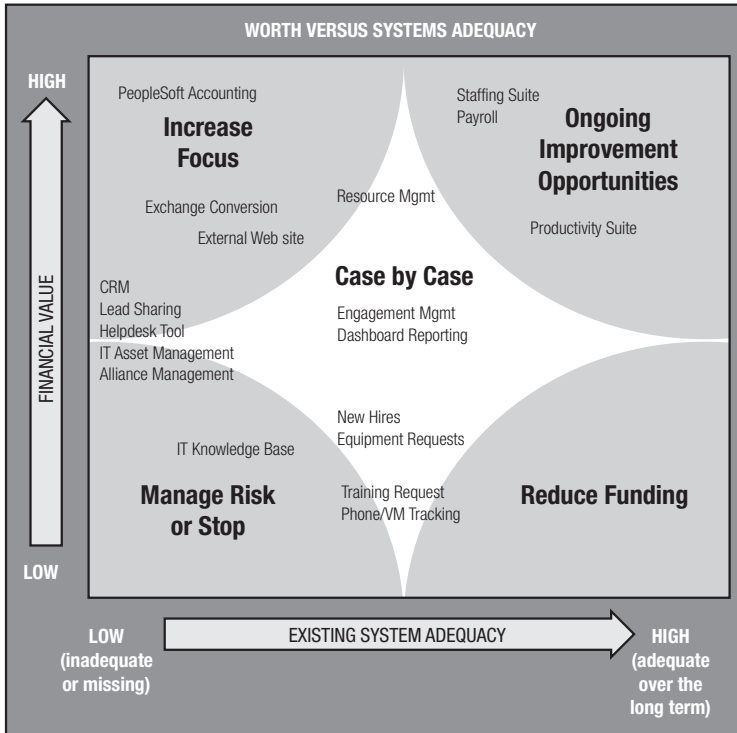 WORTH VERSUS SYSTEMS ADEQUACY
HIGH
FINANCIAL VALUE
LOW
PeopleSoft Accounting
Increase
Focus
Exchange Conversion
External Web site
CRM
Lead Sharing
Helpdesk Tool
IT Asset Management
Alliance Management
Staffing Suite
Payroll
Ongoing
Improvement
Opportunities
Productivity Suite
Resource Mgmt
Case by Case
Engagement Mgmt
Dashboard Reporting
New Hires
Equipment Requests
Training Request
Phone/VM Tracking
IT Knowledge Base
Manage Risk
or Stop
Reduce Funding
LOW
(inadequate
or missing)
EXISTING SYSTEM ADEQUACY
HIGH
(adequate
over the
long term)